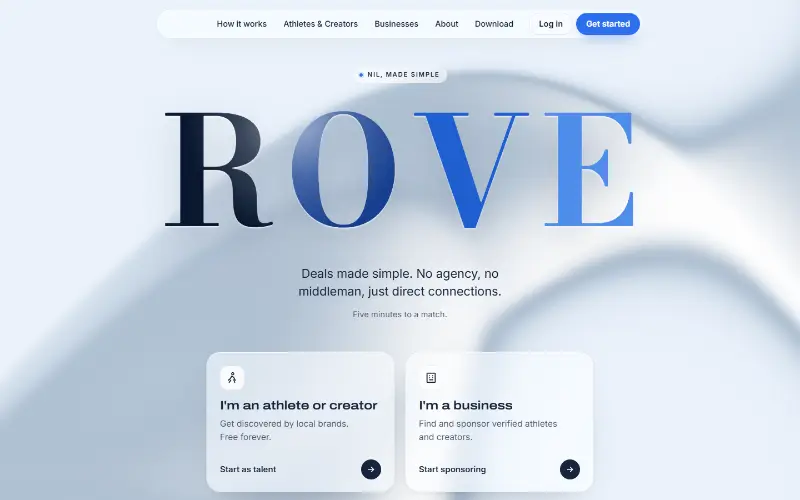 How it works Athletes & Creators Businesses About Download Log in Get started
NIL, MADE SIMPLE
ROVE
Deals made simple. No agency, no
middleman, just direct connections.
Five minutes to a match.
I'm an athlete or creator
Get discovered by local brands.
Free forever.
Start as talent
I'm a business
Find and sponsor verified athletes
and creators.
Start sponsoring